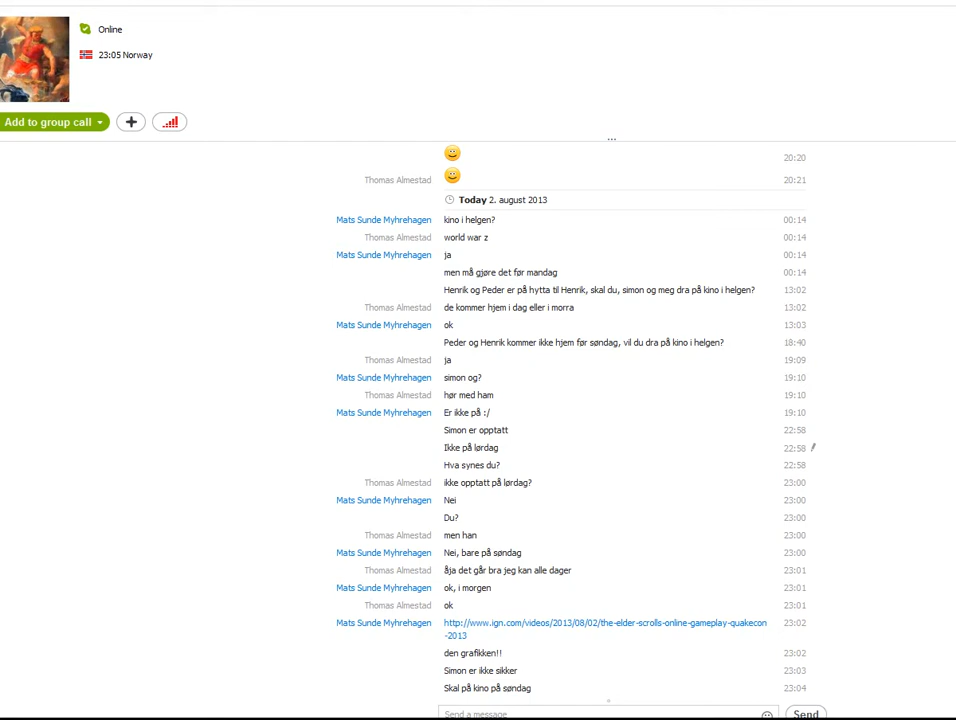 Online
23:05 Norway
Add to group call
20:20
Thomas Almestad 20:21
Today 2. august 2013
Mats Sunde Myhrehagen kino i helgen? 00:14
Thomas Almestad world war z 00:14
Mats Sunde Myhrehagen ja 00:14
men må gjøre det før mandag 00:14
Henrik og Peder er på hytta til Henrik, skal du, simon og meg dra på kino i helgen? 13:02
Thomas Almestad de kommer hjem i dag eller i morra 13:02
Mats Sunde Myhrehagen ok 13:03
Peder og Henrik kommer ikke hjem før søndag, vil du dra på kino i helgen? 18:40
Thomas Almestad ja 19:09
Mats Sunde Myhrehagen simon og? 19:10
Thomas Almestad hør med ham 19:10
Mats Sunde Myhrehagen Er ikke på :/ 19:10
Simon er opptatt 22:58
Ikke på lørdag 22:58
Hva synes du? 22:58
Thomas Almestad ikke opptatt på lørdag? 23:00
Mats Sunde Myhrehagen Nei 23:00
Du? 23:00
Thomas Almestad men han 23:00
Mats Sunde Myhrehagen Nei, bare på søndag 23:00
Thomas Almestad åja det går bra jeg kan alle dager 23:01
Mats Sunde Myhrehagen ok, i morgen 23:01
Thomas Almestad ok 23:01
Mats Sunde Myhrehagen http://www.ign.com/videos/2013/08/02/the-elder-scrolls-online-gameplay-quakecon 23:02
-2013
den grafikken!! 23:02
Simon er ikke sikker 23:03
Skal på kino på søndag 23:04
Send a message Send